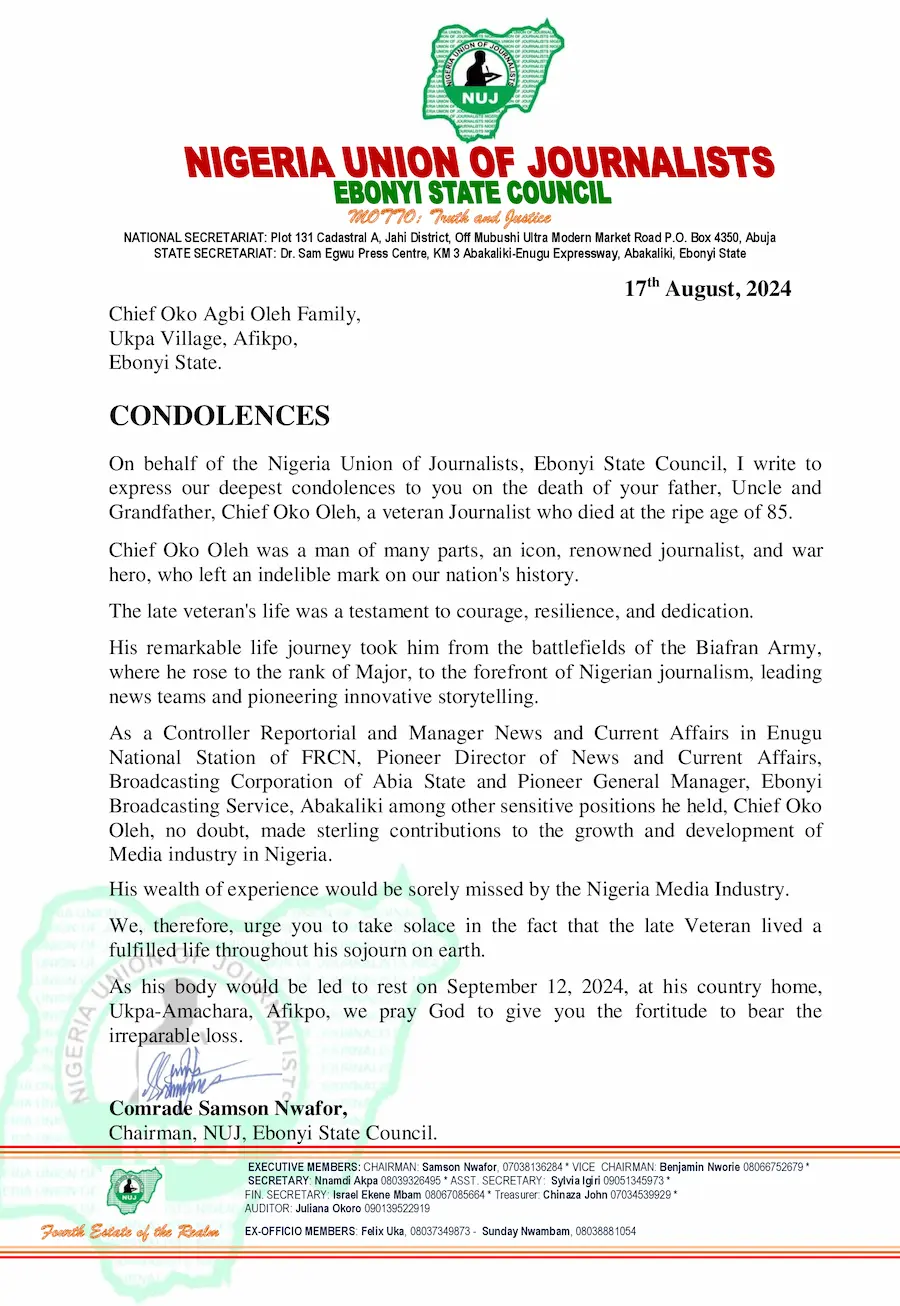 NIGERIA UNION OF JOURNALISTS
NUJ
NIGERIA UNION OF JOURNALISTS
EBONYI STATE COUNCIL
MOTTO: Truth and Justice
NATIONAL SECRETARIAT: Plot 131 Cadastral A, Jahi District, Off Mubushi Ultra Modern Market Road P.O. Box 4350, Abuja
STATE SECRETARIAT: Dr. Sam Egwu Press Centre, KM 3 Abakaliki-Enugu Expressway, Abakaliki, Ebonyi State
17th August, 2024
Chief Oko Agbi Oleh Family,
Ukpa Village, Afikpo,
Ebonyi State.
CONDOLENCES
On behalf of the Nigeria Union of Journalists, Ebonyi State Council, I write to
express our deepest condolences to you on the death of your father, Uncle and
Grandfather, Chief Oko Oleh, a veteran Journalist who died at the ripe age of 85.
Chief Oko Oleh was a man of many parts, an icon, renowned journalist, and war
hero, who left an indelible mark on our nation's history.
The late veteran's life was a testament to courage, resilience, and dedication.
His remarkable life journey took him from the battlefields of the Biafran Army,
where he rose to the rank of Major, to the forefront of Nigerian journalism, leading
news teams and pioneering innovative storytelling.
As a Controller Reportorial and Manager News and Current Affairs in Enugu
National Station of FRCN, Pioneer Director of News and Current Affairs,
Broadcasting Corporation of Abia State and Pioneer General Manager, Ebonyi
Broadcasting Service, Abakaliki among other sensitive positions he held, Chief Oko
Oleh, no doubt, made sterling contributions to the growth and development of
Media industry in Nigeria.
His wealth of experience would be sorely missed by the Nigeria Media Industry.
We, therefore, urge you to take solace in the fact that the late Veteran lived a
fulfilled life throughout his sojourn on earth.
As his body would be led to rest on September 12, 2024, at his country home,
Ukpa-Amachara, Afikpo, we pray God to give you the fortitude to bear the
irreparable loss.
Comrade Samson Nwafor,
Chairman, NUJ, Ebonyi State Council.
EXECUTIVE MEMBERS: CHAIRMAN: Samson Nwafor, 07038136284 * VICE CHAIRMAN: Benjamin Nworie 08066752679 *
SECRETARY: Nnamdi Akpa 08039326495 * ASST. SECRETARY: Sylvia Igiri 09051345973 *
FIN. SECRETARY: Israel Ekene Mbam 08067085664 * Treasurer: Chinaza John 07034539929 *
AUDITOR: Juliana Okoro 090139522919
NUJ
Fourth Estate of the Realm
EX-OFFICIO MEMBERS: Felix Uka, 08037349873 - Sunday Nwambam, 08038881054